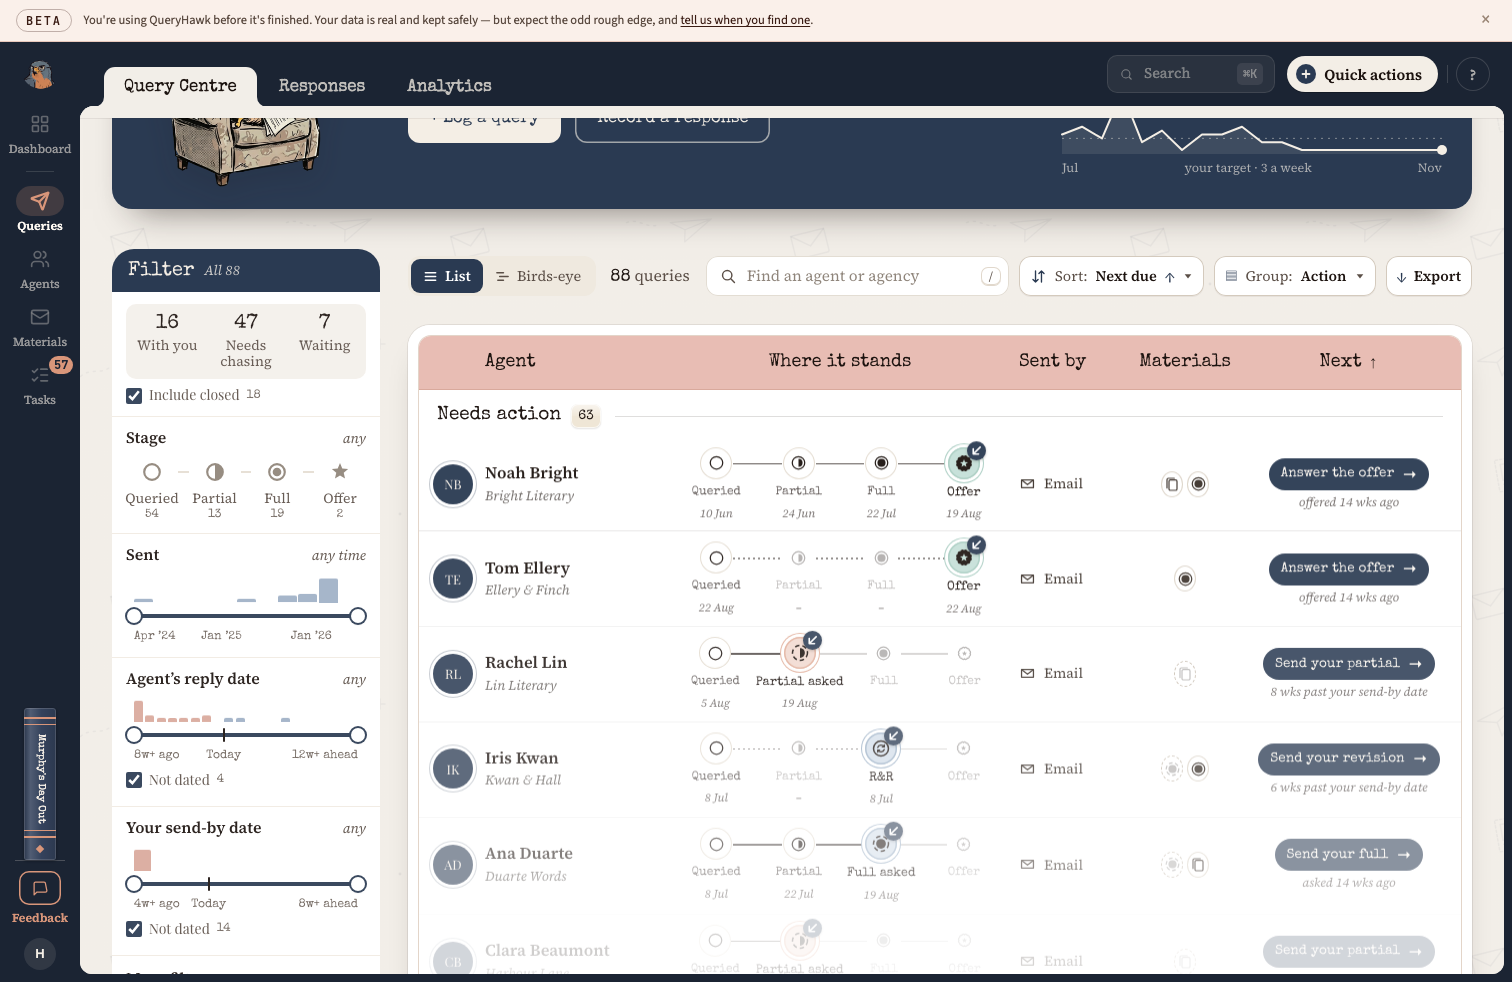 BETA
You're using QueryHawk before it's finished. Your data is real and kept safely — but expect the odd rough edge, and tell us when you find one.
×
Query Centre
Responses
Analytics
Search
⌘K
+ Quick actions
?
Dashboard
Queries
Agents
Materials
57
Tasks
Murphy's Day Out
Feedback
H
+ Log a query
Record a response
Jul
your target · 3 a week
Nov
Filter All 88
16
With you
47
Needs
chasing
7
Waiting
Include closed 18
Stage
any
Queried
54
Partial
13
Full
19
Offer
2
Sent
any time
Apr ’24
Jan ’25
Jan ’26
Agent’s reply date
any
8w+ ago
Today
12w+ ahead
Not dated 4
Your send-by date
any
4w+ ago
Today
8w+ ahead
Not dated 14
List
Birds-eye
88 queries
Find an agent or agency
/
Sort: Next due ↑
Group: Action
↓ Export
Agent
Where it stands
Sent by
Materials
Next ↑
Needs action 63
NB
Noah Bright
Bright Literary
Queried
10 Jun
Partial
24 Jun
Full
22 Jul
Offer
19 Aug
Email
Answer the offer →
offered 14 wks ago
TE
Tom Ellery
Ellery & Finch
Queried
22 Aug
Partial
–
Full
–
Offer
22 Aug
Email
Answer the offer →
offered 14 wks ago
RL
Rachel Lin
Lin Literary
Queried
5 Aug
Partial asked
19 Aug
Full
Offer
Email
Send your partial →
8 wks past your send-by date
IK
Iris Kwan
Kwan & Hall
Queried
8 Jul
Partial
–
R&R
8 Jul
Offer
Email
Send your revision →
6 wks past your send-by date
AD
Ana Duarte
Duarte Words
Queried
8 Jul
Partial
22 Jul
Full asked
19 Aug
Offer
Email
Send your full →
asked 14 wks ago
CB
Clara Beaumont
Queried
Partial asked
Full
Offer
Email
Send your partial →